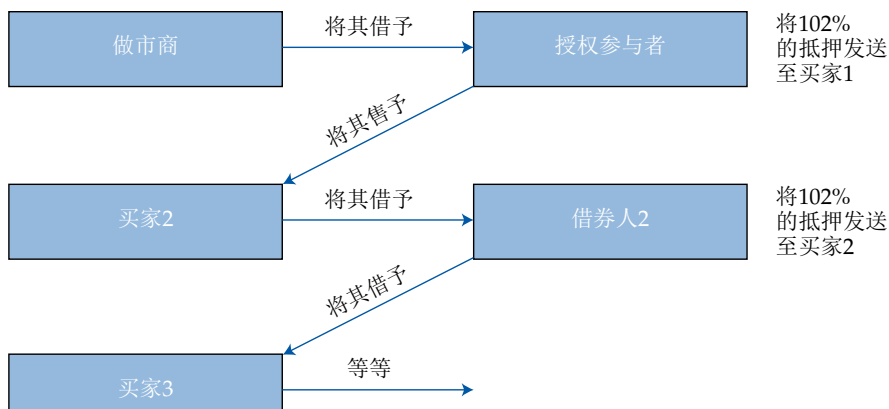 做市商
将其借予
授权参与者
将102%
的抵押发送
至买家1
将其售予
买家2
将其借予
借券人2
将102%
的抵押发送
至买家2
将其借予
买家3
等等